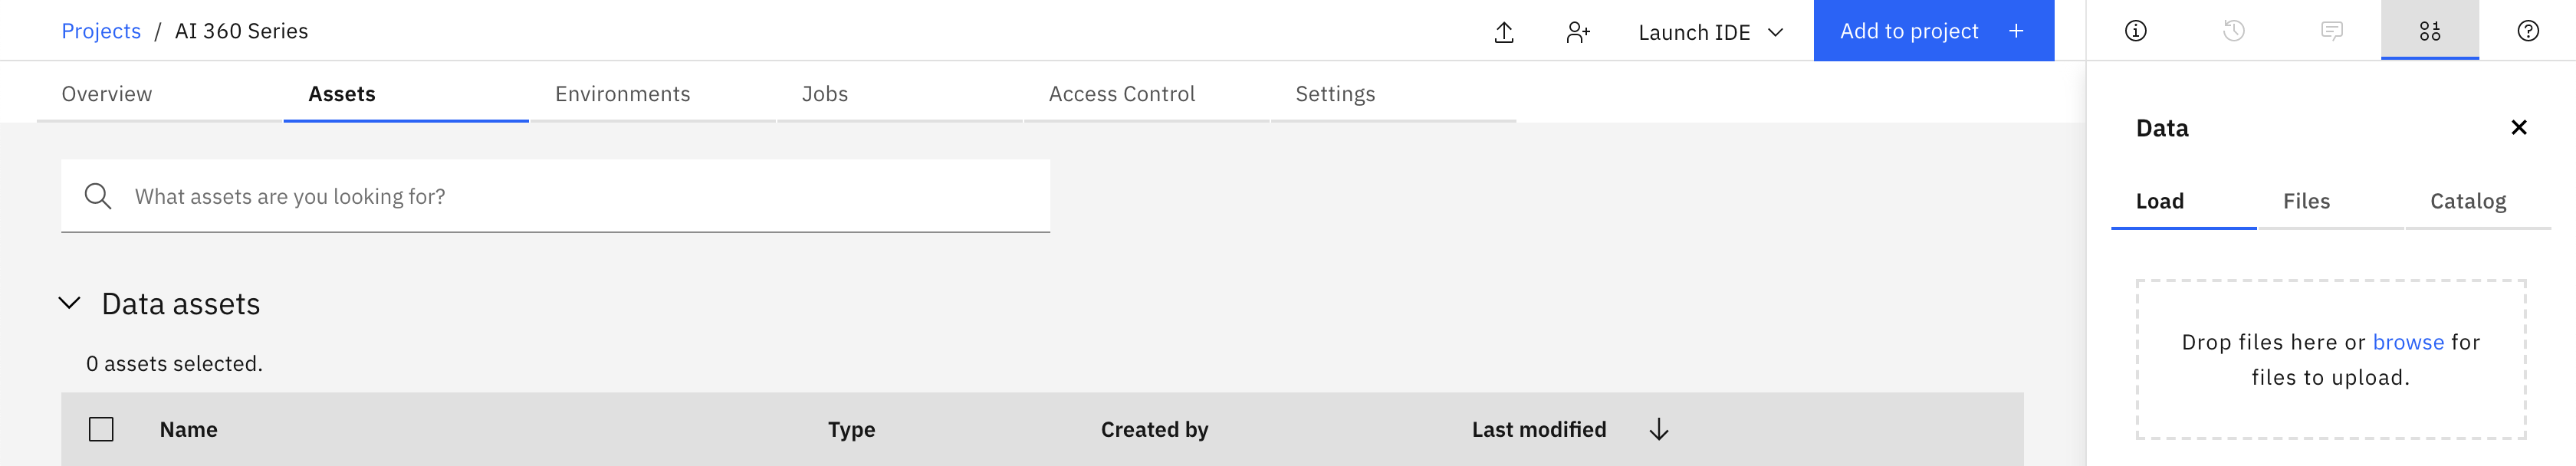 Projects / AI 360 Series
Launch IDE
Add to project +
Overview
Assets
Environments
Jobs
Access Control
Settings
What assets are you looking for?
Data assets
0 assets selected.
Name
Type
Created by
Last modified
Data
Load
Files
Catalog
Drop files here or browse for
files to upload.